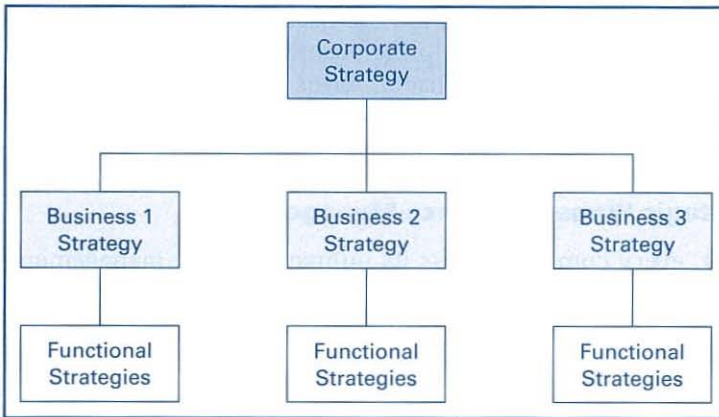 Corporate
Strategy
Business 1
Strategy
Business 2
Strategy
Business 3
Strategy
Functional
Strategies
Functional
Strategies
Functional
Strategies